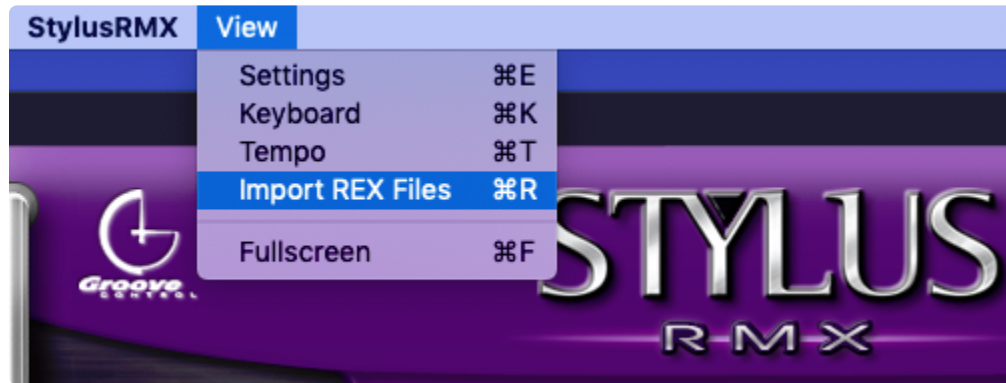 StylusRMX View
Settings ⌘E
Keyboard ⌘K
Tempo ⌘T
Import REX Files ⌘R
Fullscreen ⌘F
Groove
CONTROL
STYLUS
RMX